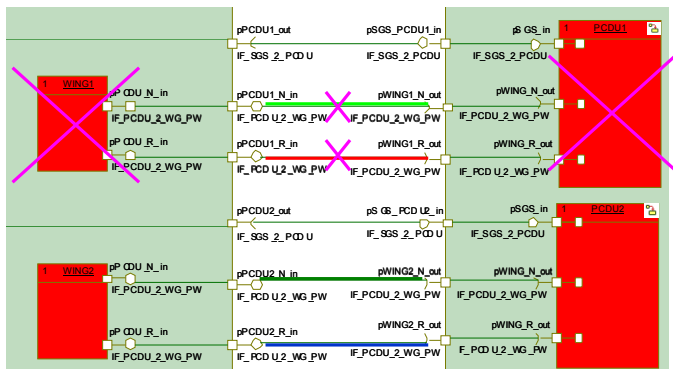 pPCDU1_out pSGS_PCDU1_in pSGS_in 1 PCDU1
IF_SGS_2_PCDU IF_SGS_2_PCDU IF_SGS_2_PCDU
1 WING1 pPCDU_N_in pPCDU1_N_in pWING1_N_out pWING_N_out
IF_PCDU_2_WG_PW IF_PCDU_2_WG_PW IF_PCDU_2_WG_PW IF_PCDU_2_WG_PW
pPCDU_R_in pPCDU1_R_in pWING1_R_out pWING_R_out
IF_PCDU_2_WG_PW IF_PCDU_2_WG_PW IF_PCDU_2_WG_PW IF_PCDU_2_WG_PW
pPCDU2_out pSGS_PCDU2_in pSGS_in 1 PCDU2
IF_SGS_2_PCDU IF_SGS_2_PCDU IF_SGS_2_PCDU
1 WING2 pPCDU_N_in pPCDU2_N_in pWING2_N_out pWING_N_out
IF_PCDU_2_WG_PW IF_PCDU_2_WG_PW IF_PCDU_2_WG_PW IF_PCDU_2_WG_PW
pPCDU_R_in pPCDU2_R_in pWING2_R_out pWING_R_out
IF_PCDU_2_WG_PW IF_PCDU_2_WG_PW IF_PCDU_2_WG_PW IF_PCDU_2_WG_PW